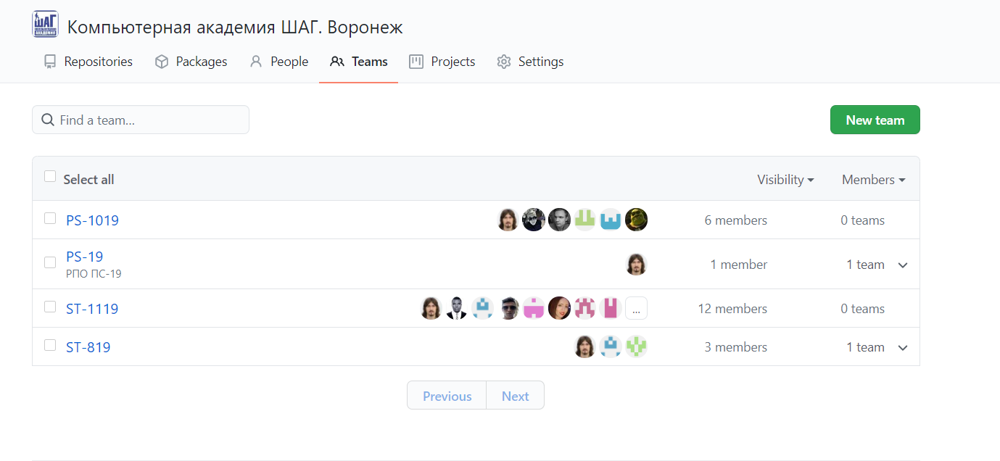 ШАГ
АКАДЕМИЯ
Компьютерная академия ШАГ. Воронеж
Repositories Packages People Teams Projects Settings
Find a team... New team
Select all Visibility Members
PS-1019 6 members 0 teams
PS-19 1 member 1 team
РПО ПС-19
ST-1119 ... 12 members 0 teams
ST-819 3 members 1 team
Previous Next